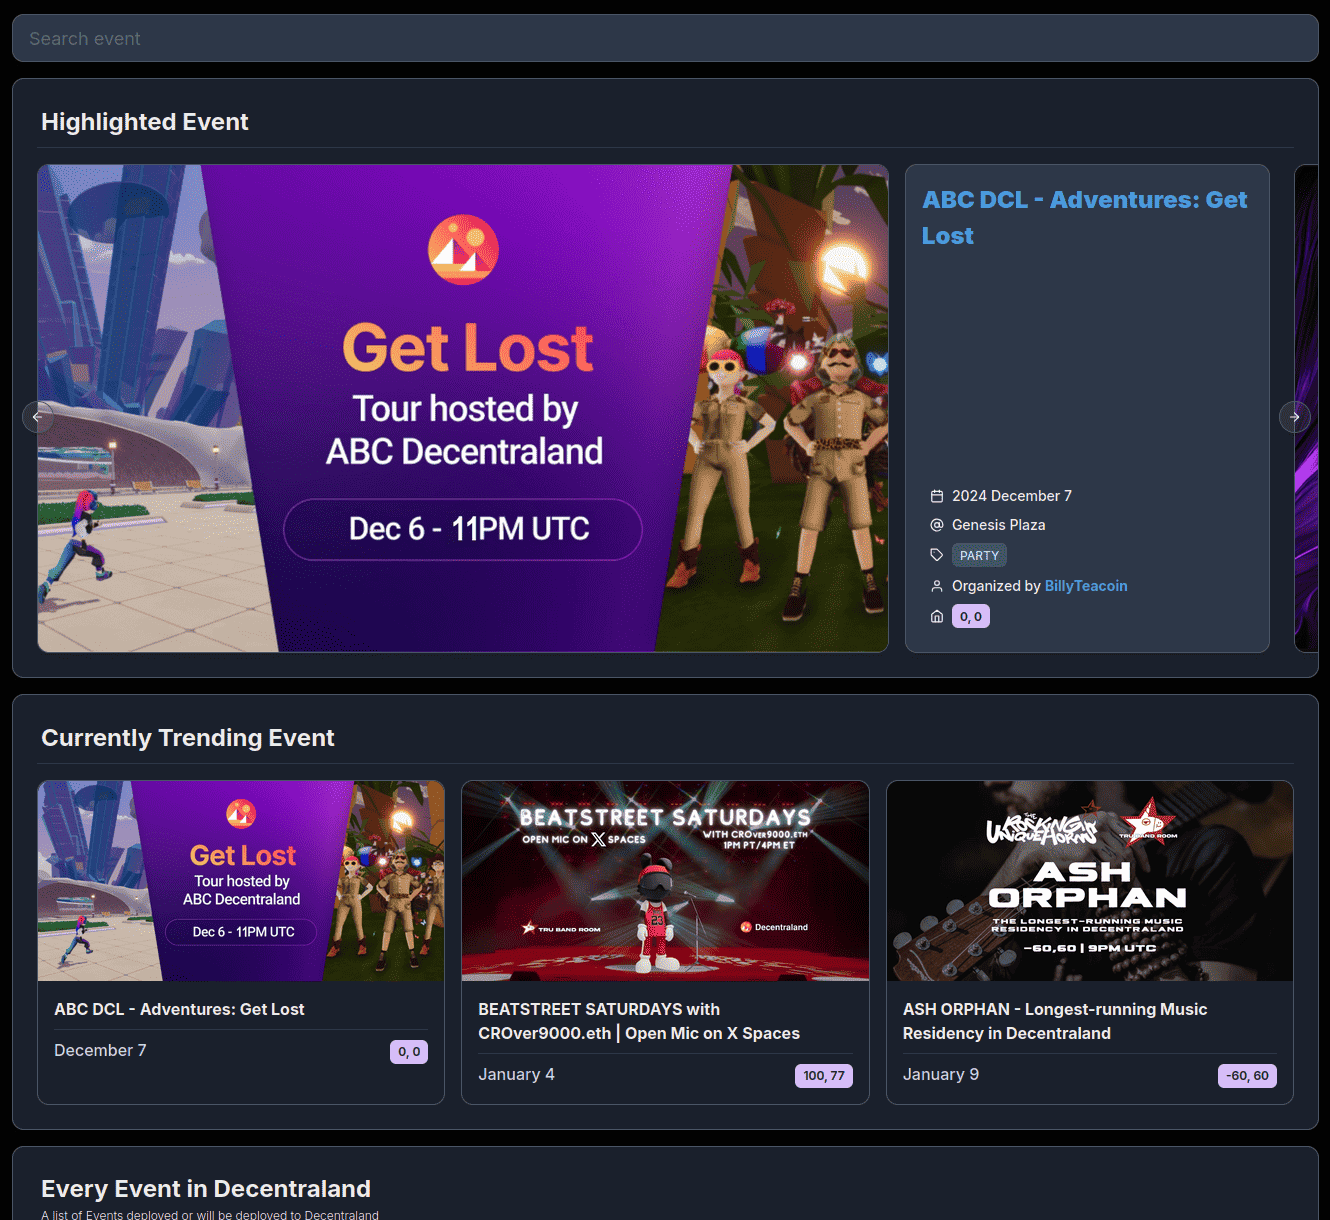 Search event
Highlighted Event
Get Lost
Tour hosted by
ABC Decentraland
Dec 6 - 11PM UTC
ABC DCL - Adventures: Get
Lost
2024 December 7
Genesis Plaza
PARTY
Organized by BillyTeacoin
0, 0
Currently Trending Event
Get Lost
Tour hosted by
ABC Decentraland
Dec 6 - 11PM UTC
ABC DCL - Adventures: Get Lost
December 7
0, 0
BEATSTREET SATURDAYS
OPEN MIC ON X SPACES
WITH CROVER9000.ETH
1PM PT/4PM ET
23
TRU BAND ROOM
Decentraland
BEATSTREET SATURDAYS with
CROver9000.eth | Open Mic on X Spaces
January 4
100, 77
THE
UNIQUEHORNS
TRU BAND ROOM
ASH
ORPHAN
THE LONGEST-RUNNING MUSIC
RESIDENCY IN DECENTRALAND
-60,60 | 9PM UTC
ASH ORPHAN - Longest-running Music
Residency in Decentraland
January 9
-60, 60
Every Event in Decentraland
A list of Events deployed or will be deployed to Decentraland